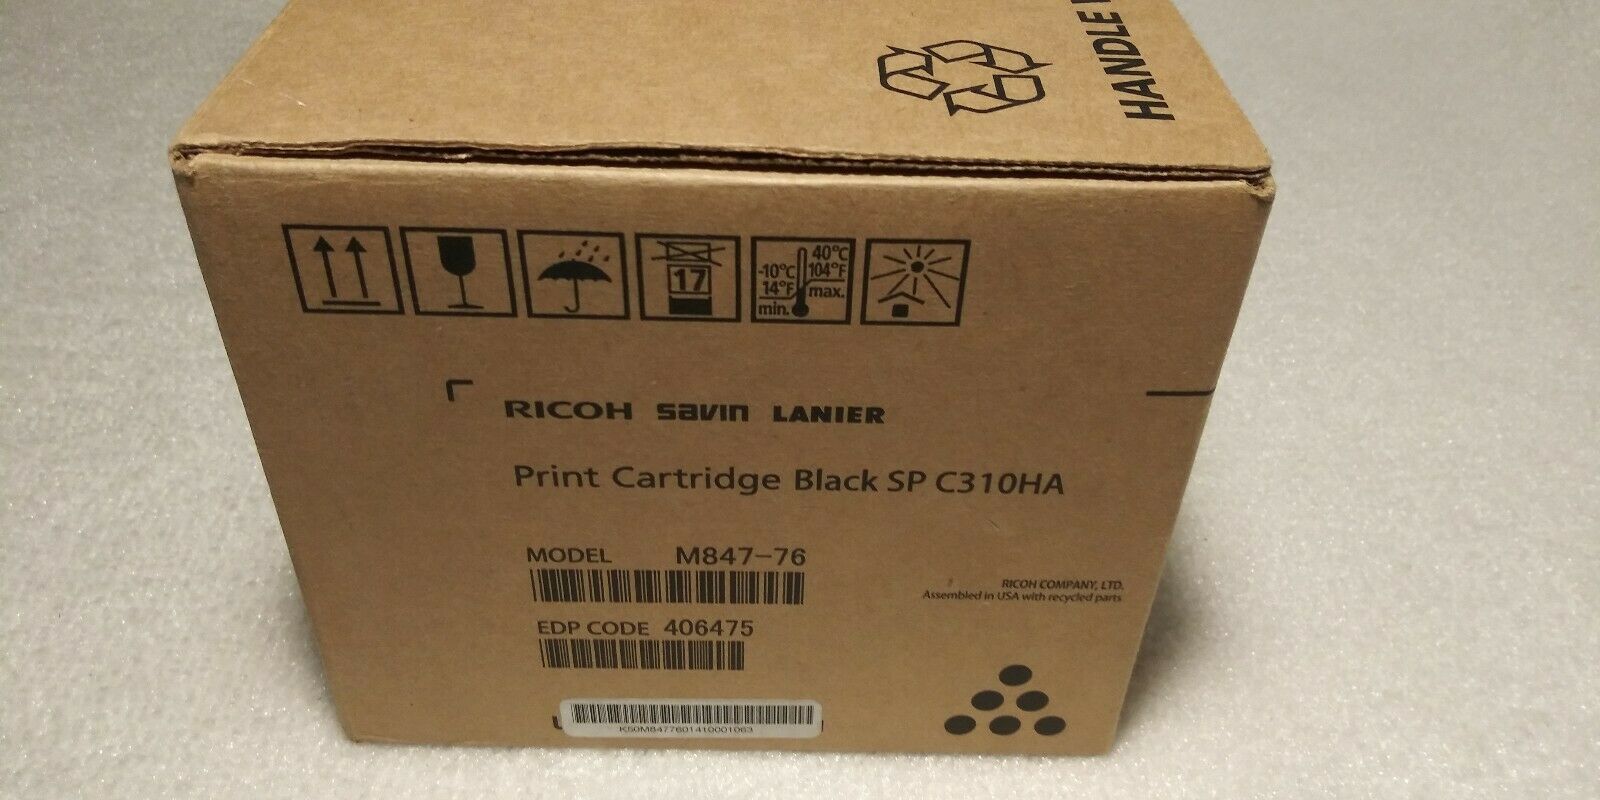 HANDLE
17
-10°C
14°F
min.
40°C
104°F
max.
RICOH savin LANIER
Print Cartridge Black SP C310HA
MODEL M847-76
RICOH COMPANY, LTD.
Assembled in USA with recycled parts
EDP CODE 406475
K50M8477601410001063